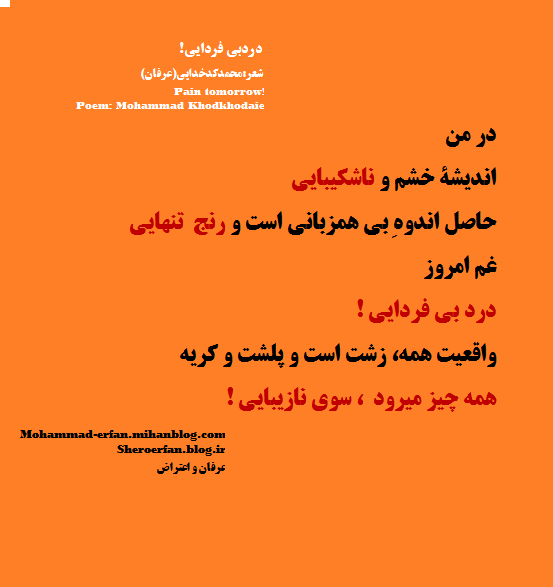 دردبی فردایی!
شعر:محمدکدخدایی(عرفان)
Pain tomorrow!
Poem: Mohammad Khodkhodaie
در من
اندیشۀ خشم و ناشکیبایی
حاصل اندوهِ بی همزبانی است و رنج تنهایی
غم امروز
درد بی فردایی !
واقعیت همه، زشت است و پلشت و کریه
همه چیز میرود ، سوی نازیبایی !
Mohammad-erfan.mihanblog.com
Sheroerfan.blog.ir
عرفان و اعتراض